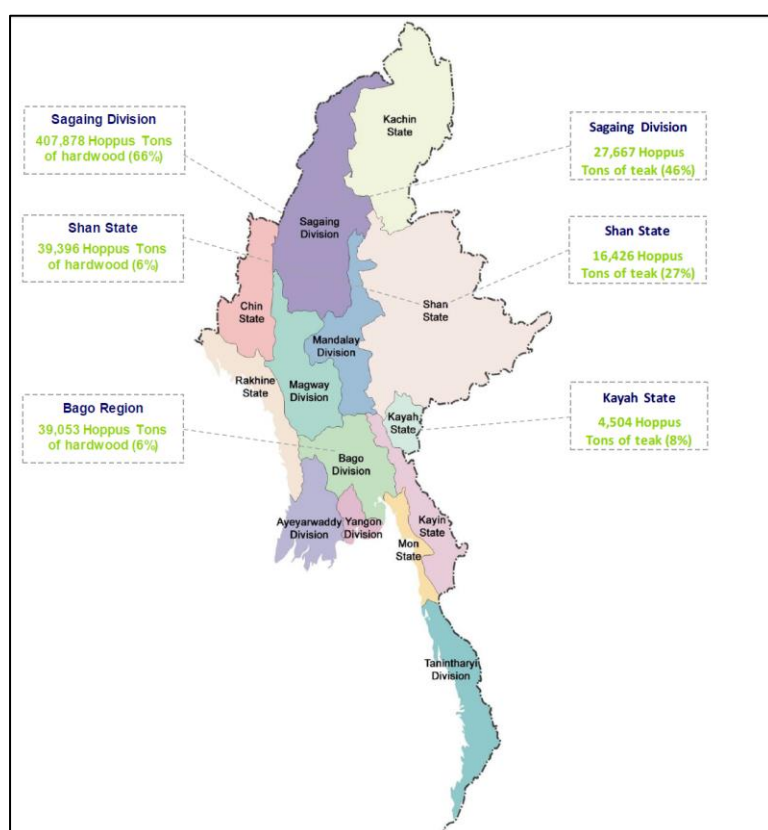 Sagaing Division
407,878 Hoppus Tons
of hardwood (66%)
Shan State
39,396 Hoppus Tons
of hardwood (6%)
Bago Region
39,053 Hoppus Tons
of hardwood (6%)
Kachin
State
Sagaing
Division
Chin
State
Shan
State
Mandalay
Division
Rakhine
State
Magway
Division
Kayah
State
Bago
Division
Ayeyarwaddy
Division
Yangon
Division
Mon
State
Kayin
State
Tanintharyi
Division
Sagaing Division
27,667 Hoppus
Tons of teak (46%)
Shan State
16,426 Hoppus
Tons of teak (27%)
Kayah State
4,504 Hoppus
Tons of teak (8%)